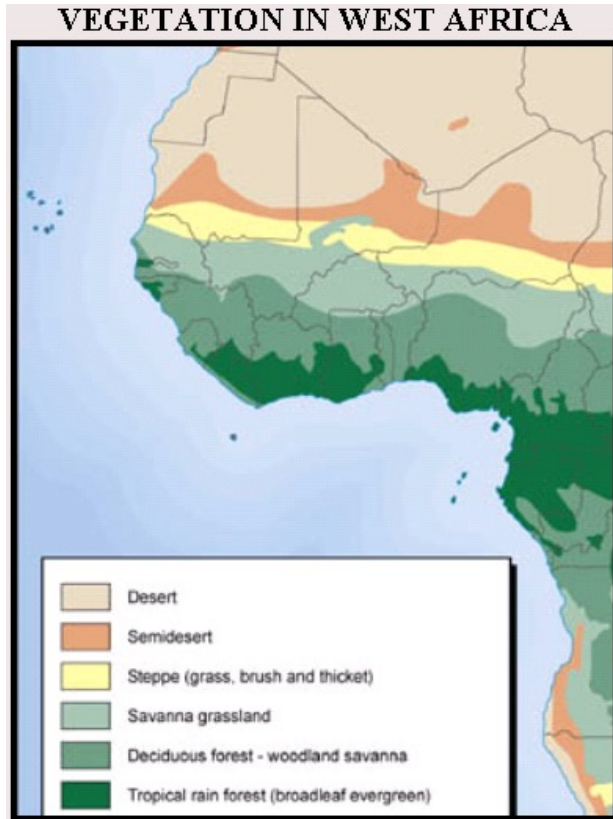 VEGETATION IN WEST AFRICA
Desert
Semidesert
Steppe (grass, brush and thicket)
Savanna grassland
Deciduous forest - woodland savanna
Tropical rain forest (broadleaf evergreen)